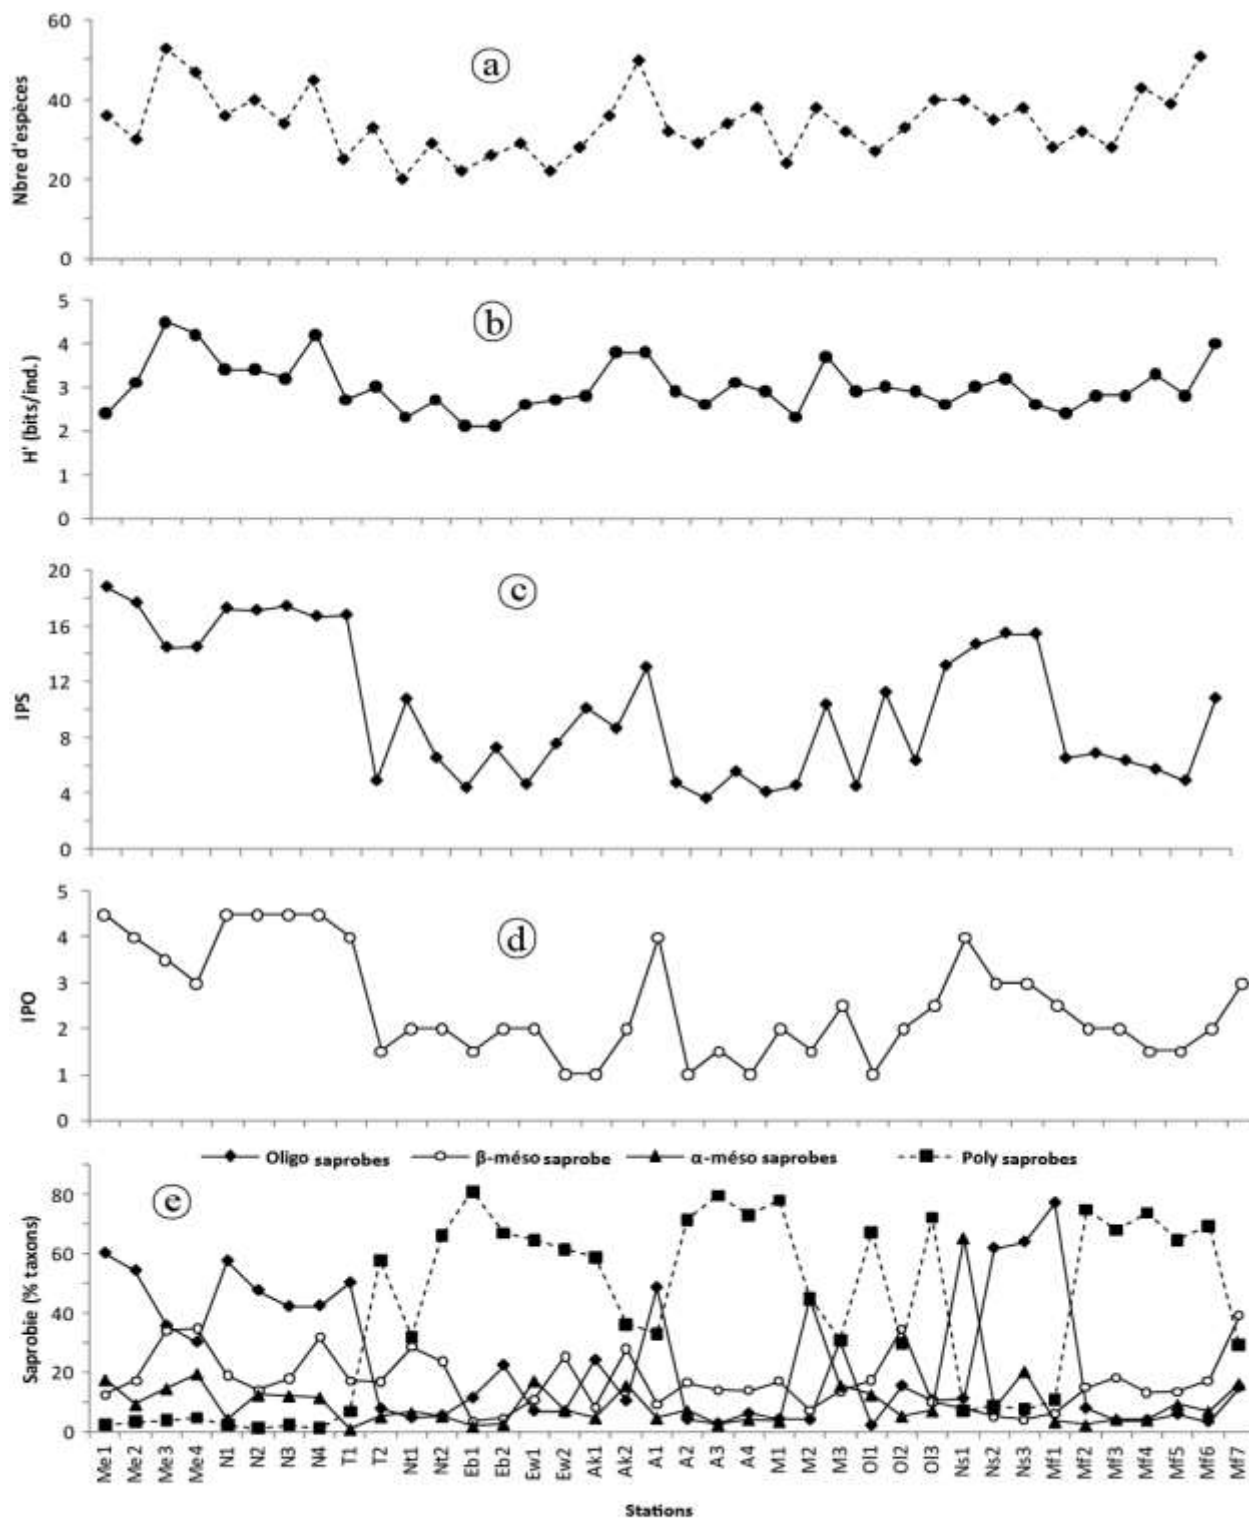 60
40
20
0
Nbre d'espèces
a
5
4
3
2
1
0
H' (bits/ind.)
b
20
16
12
8
4
0
IPS
c
5
4
3
2
1
0
IPO
d
Oligo saprobes β-méso saprobe α-méso saprobes Poly saprobes
80
60
40
20
0
Saprobie (% taxons)
e
Me1 Me2 Me3 Me4 N1 N2 N3 N4 T1 T2 Nt1 Nt2 Eb1 Eb2 Ew1 Ew2 Ak1 Ak2 A1 A2 A3 A4 M1 M2 M3 Ol1 Ol2 Ol3 Ns1 Ns2 Ns3 Mf1 Mf2 Mf3 Mf4 Mf5 Mf6 Mf7
Stations